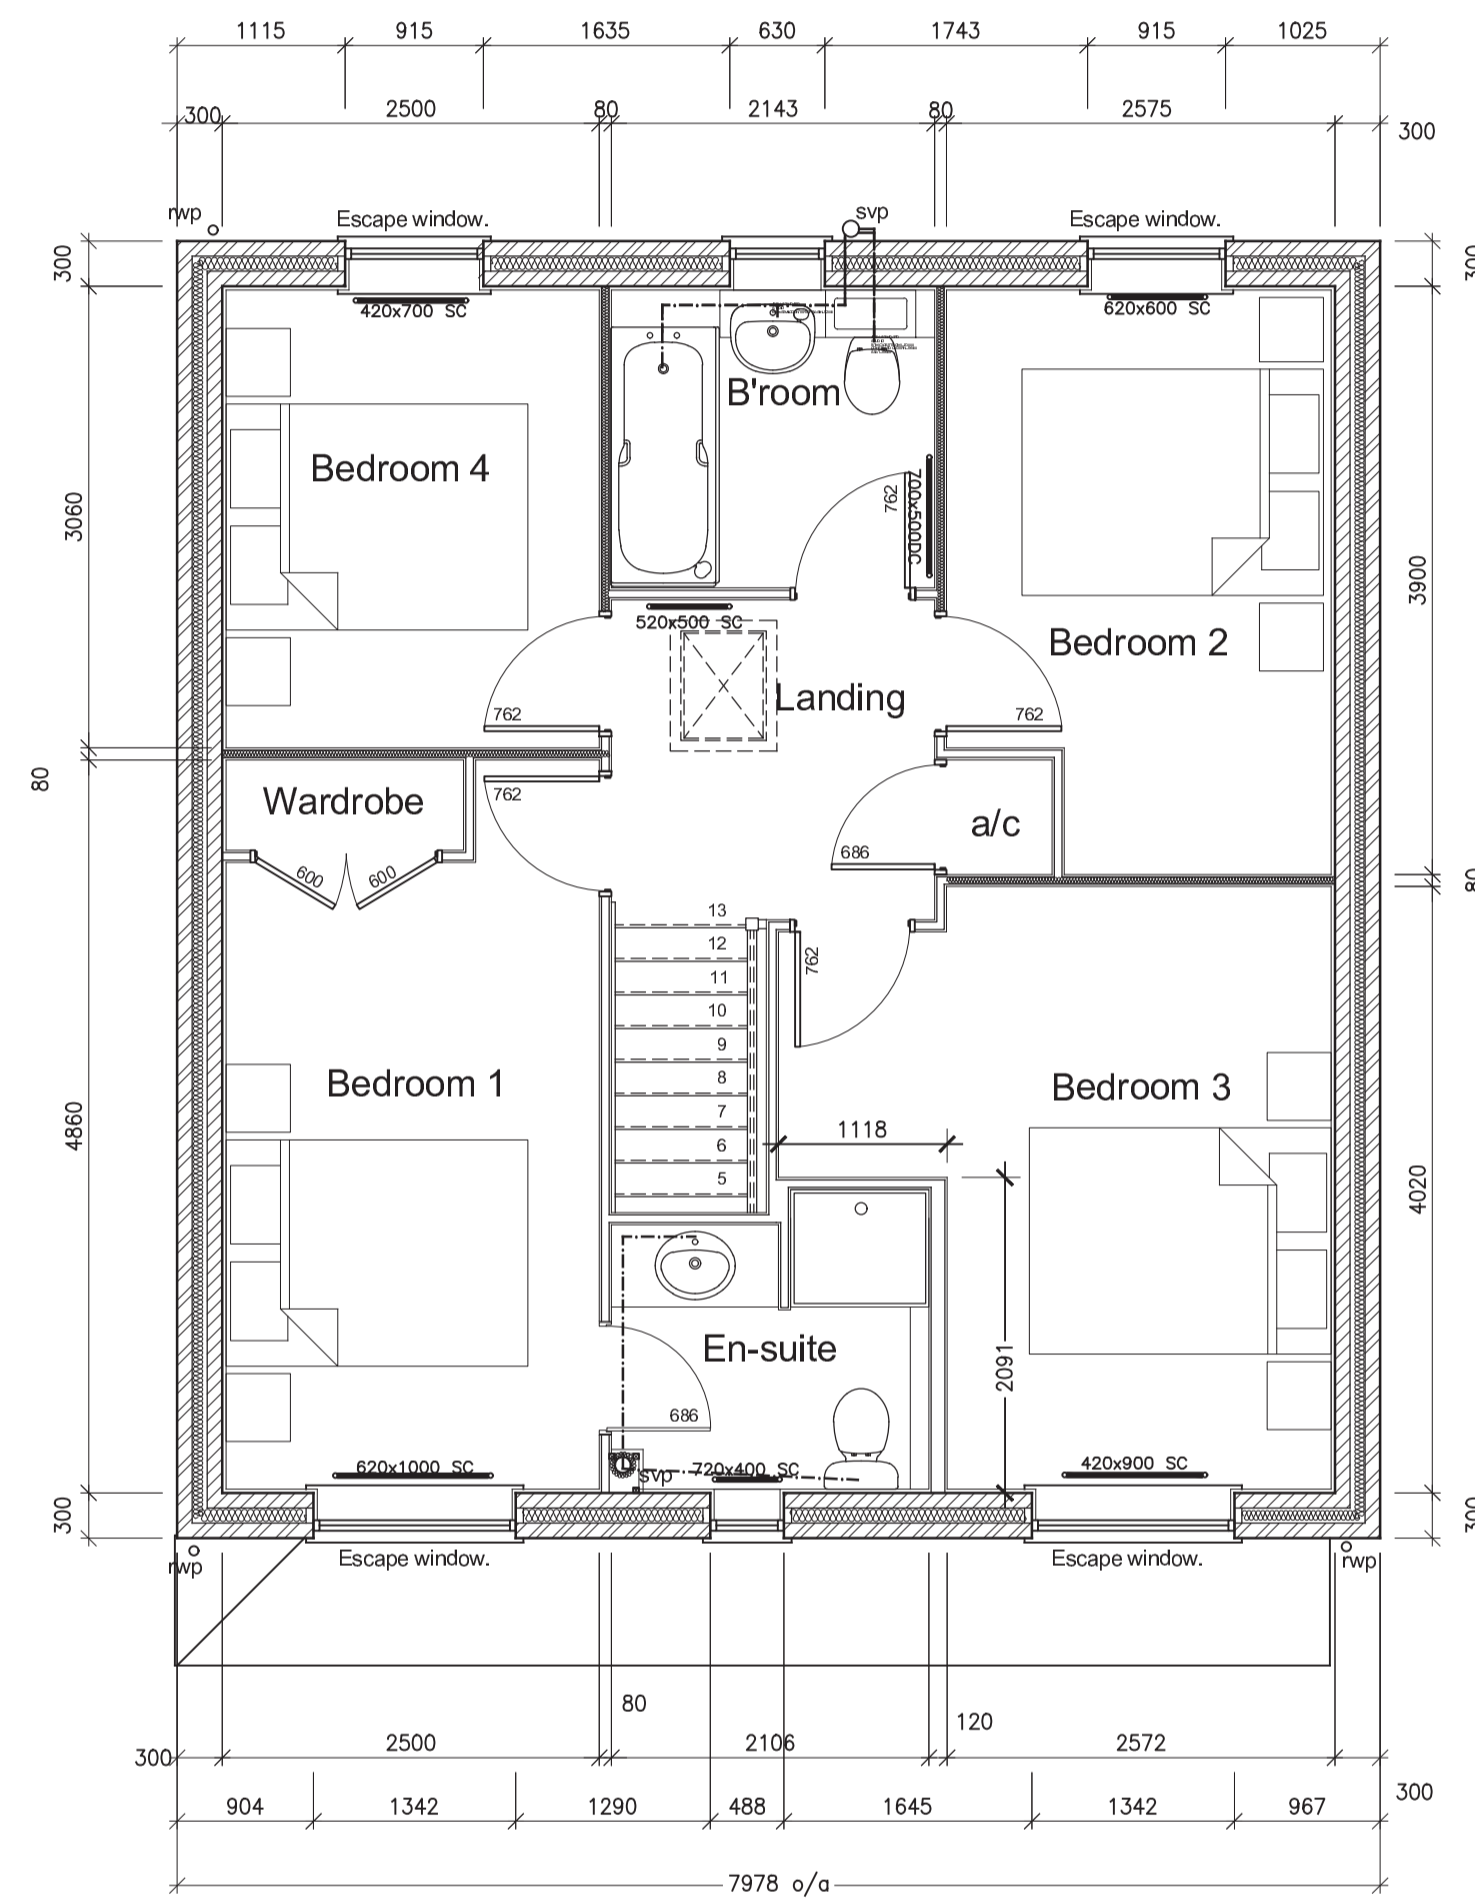 1115 915 1635 630 1743 915 1025
300 2500 80 2143 80 2575 300
rwp Escape window. svp Escape window.
300 300
420x700 SC 620x600 SC
B'room
Bedroom 4
762 700x500DC
3060 3900
520x500 SC
Bedroom 2
Landing
762 762
80
762
Wardrobe a/c
686
600 600
80
13
12
762
11
10
9
8
Bedroom 1 Bedroom 3
7
4860 1118
6
5
4020
En-suite
2091
686
620x1000 SC svp 720x400 SC 420x900 SC
300 300
rwp Escape window. Escape window. rwp
80
120
300 2500 2106 2572 300
904 1342 1290 488 1645 1342 967
7978 o/a